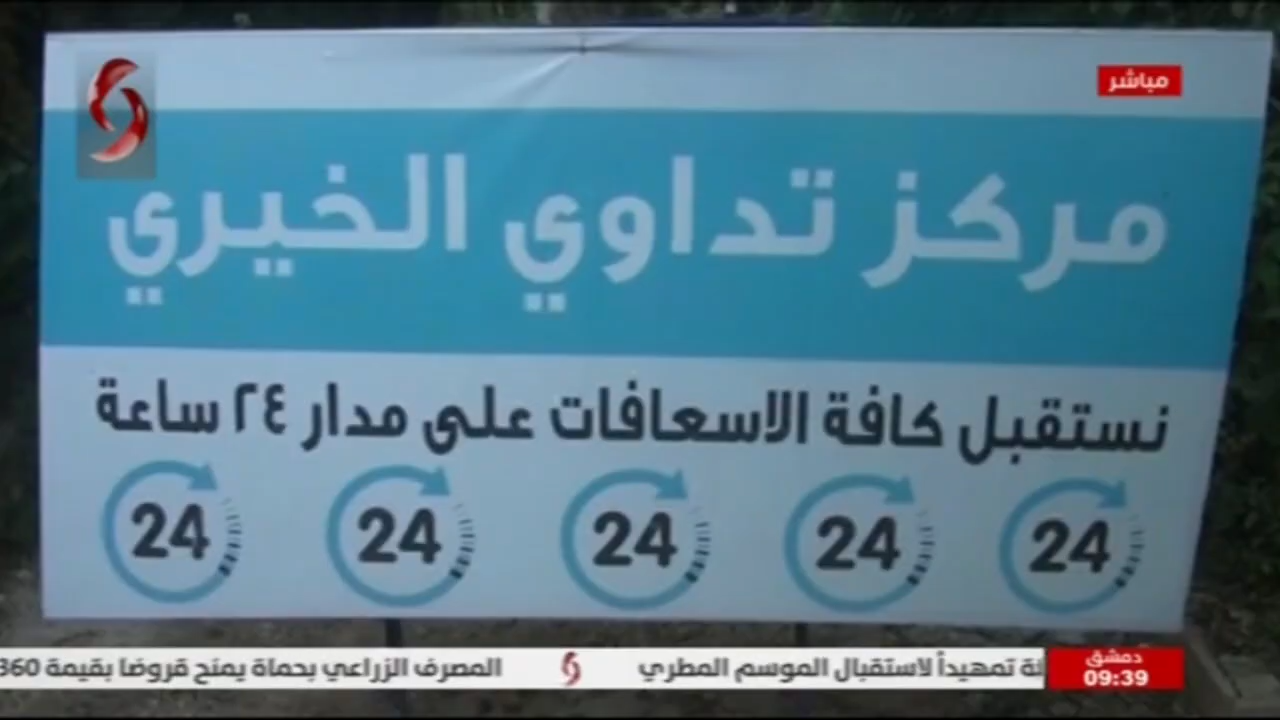 مباشر
مركز تداوي الخيري
نستقبل كافة الاسعافات على مدار ٢٤ ساعة
24 24 24 24 24
دمشق
09:39
تمهيداً لاستقبال الموسم المطري المصرف الزراعي بحماة يمنح قروضا بقيمة 360